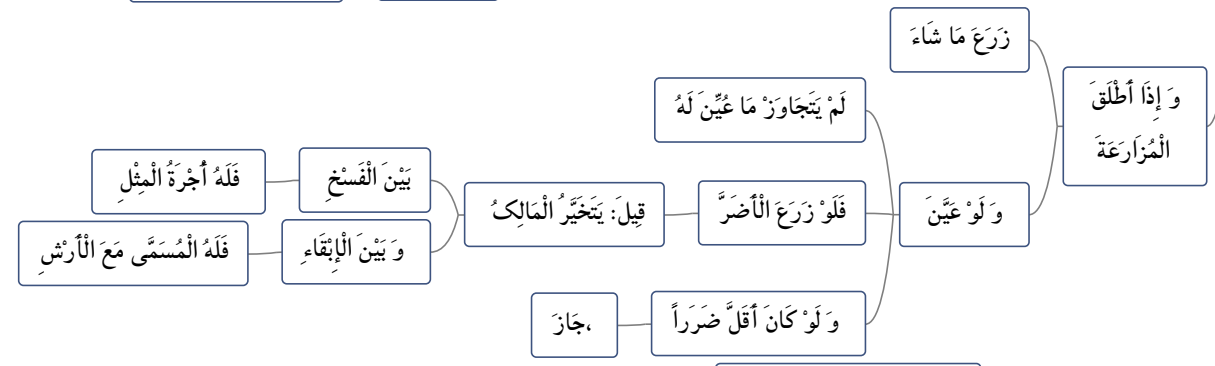 وَ إِذَا أَطْلَقَ
الْمُزَارَعَةَ
زَرَعَ مَا شَاءَ
وَ لَوْ عَيَّنَ
لَمْ يَتَجَاوَزْ مَا عُيِّنَ لَهُ
فَلَوْ زَرَعَ الْأَضَرَّ
قِيلَ: يَتَخَيَّرُ الْمَالِکُ
بَيْنَ الْفَسْخِ
فَلَهُ أُجْرَةُ الْمِثْلِ
وَ بَيْنَ الْإِبْقَاءِ
فَلَهُ الْمُسَمَّى مَعَ الْأَرْشِ
وَ لَوْ کَانَ أَقَلَّ ضَرَراً
،جَازَ